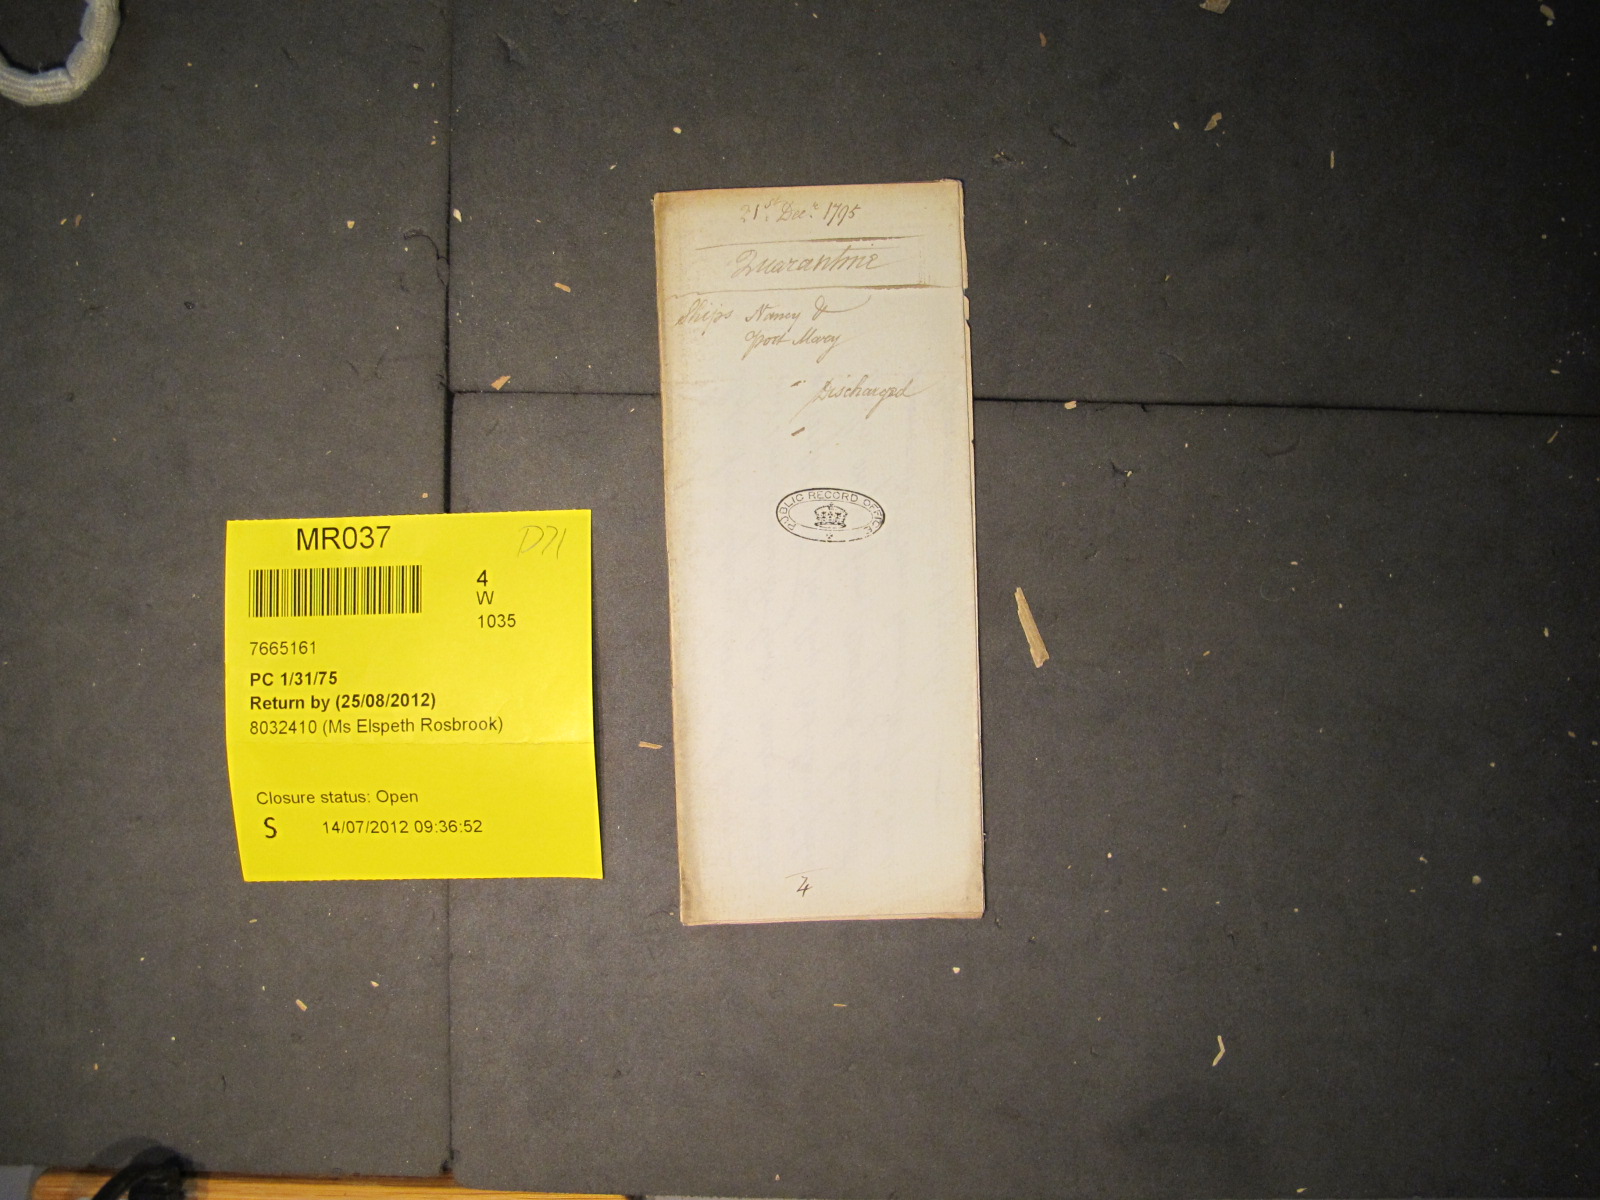 21st Decr. 1795
Quarantine
Ships Nancy &
Port Mary
Discharged
PUBLIC RECORD OFFICE
4
MR037
D71
4
W
1035
7665161
PC 1/31/75
Return by (25/08/2012)
8032410 (Ms Elspeth Rosbrook)
Closure status: Open
S 14/07/2012 09:36:52